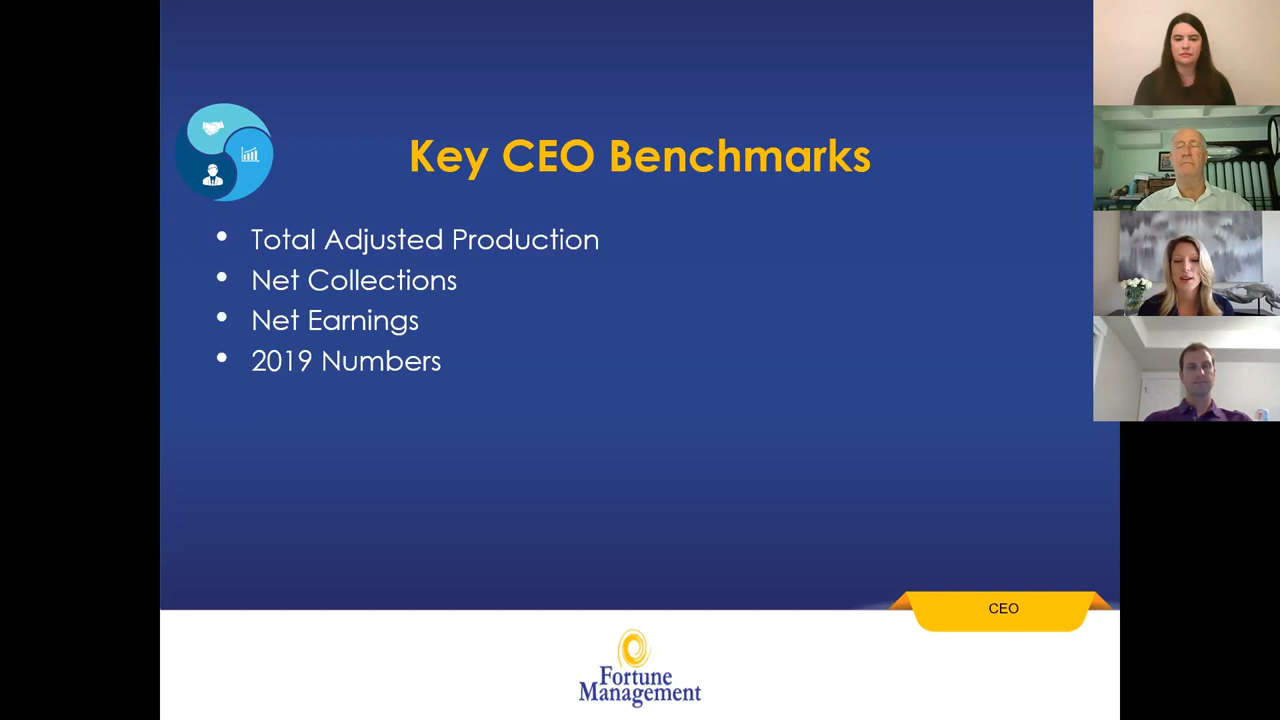 Key CEO Benchmarks
• Total Adjusted Production
• Net Collections
• Net Earnings
• 2019 Numbers
CEO
Fortune
Management